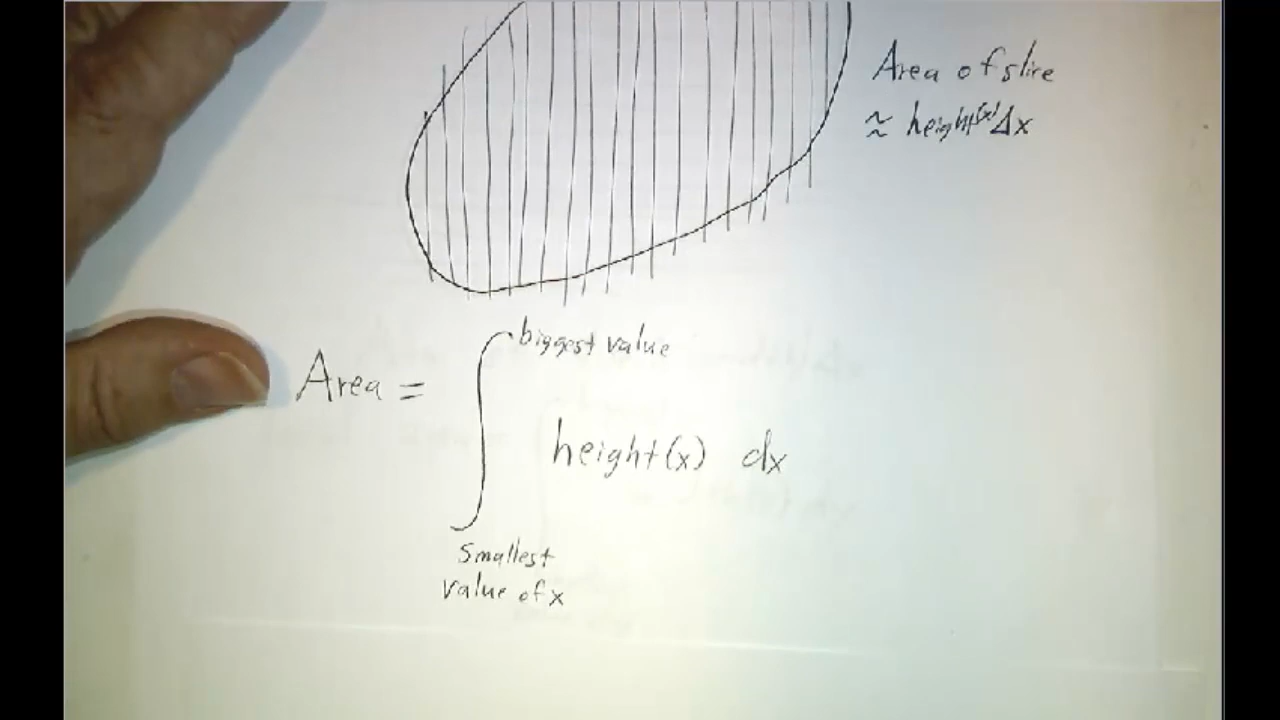 Area of slice
≈ height(x) Δx
biggest value
Area =
∫
height(x) dx
Smallest
value of x